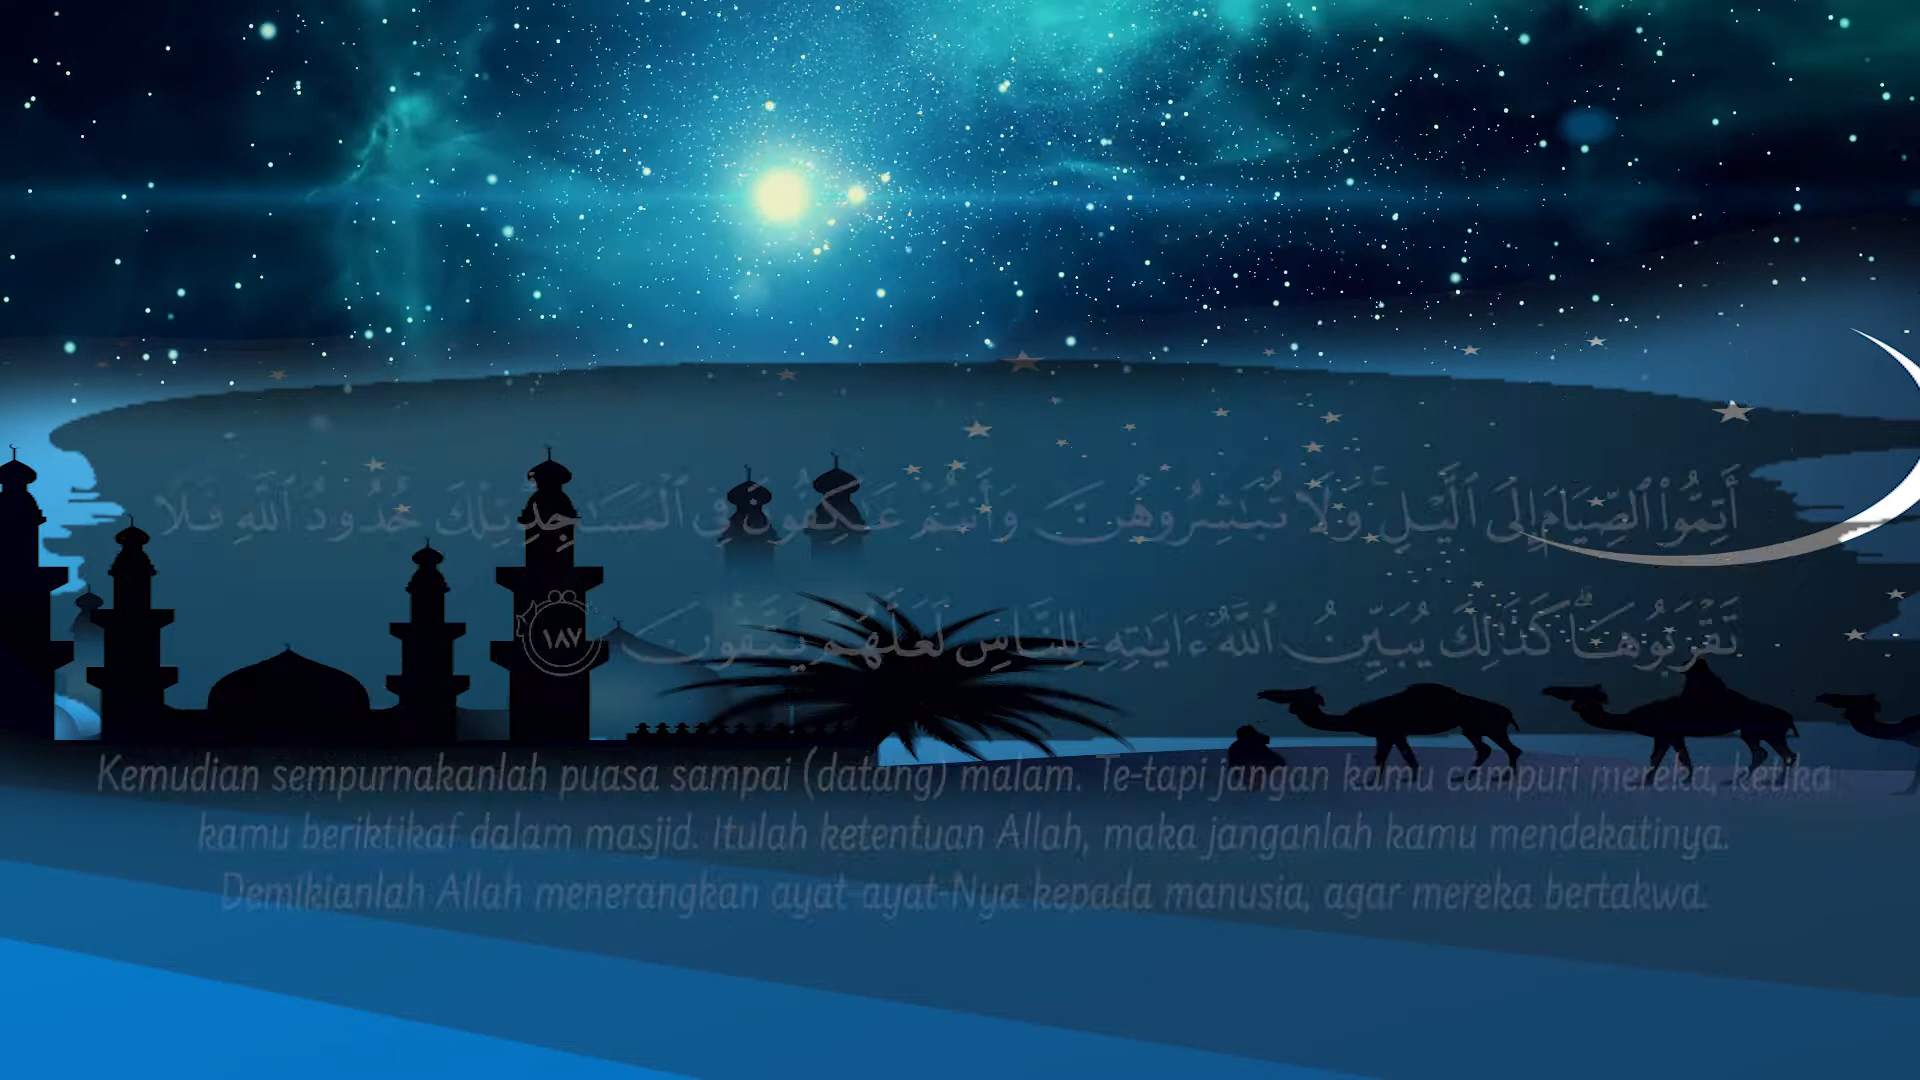 أَتِمُّوا۟ ٱلصِّيَامَ إِلَى ٱلَّيْلِ ۚ وَلَا تُبَـٰشِرُوهُنَّ وَأَنتُمْ عَـٰكِفُونَ فِى ٱلْمَسَـٰجِدِ ۗ تِلْكَ حُدُودُ ٱللَّهِ فَلَا
تَقْرَبُوهَا ۗ كَذَٰلِكَ يُبَيِّنُ ٱللَّهُ ءَايَـٰتِهِۦ لِلنَّاسِ لَعَلَّهُمْ يَتَّقُونَ ١٨٧
Kemudian sempurnakanlah puasa sampai (datang) malam. Te-tapi jangan kamu campuri mereka, ketika
kamu beriktikaf dalam masjid. Itulah ketentuan Allah, maka janganlah kamu mendekatinya.
Demikianlah Allah menerangkan ayat-ayat-Nya kepada manusia, agar mereka bertakwa.